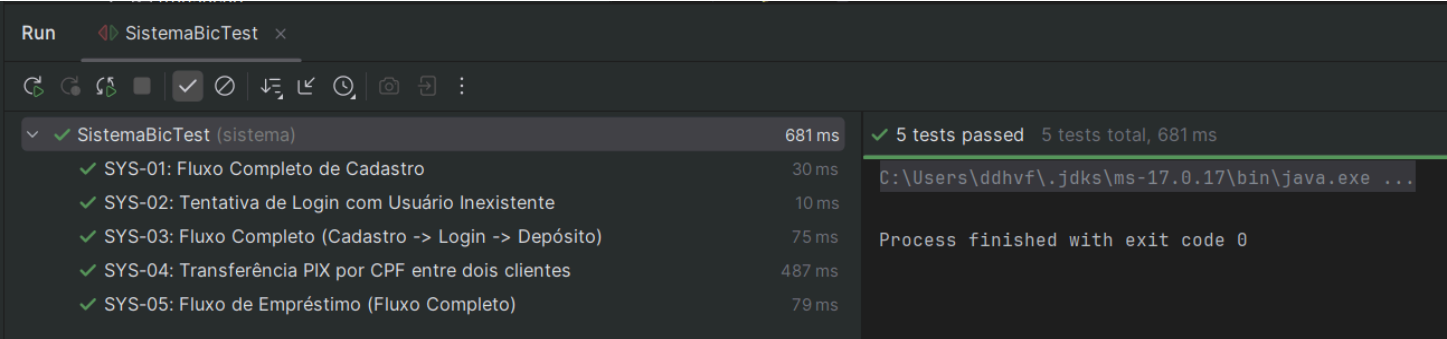 Run SistemaBicTest ×
SistemaBicTest (sistema) 681 ms
SYS-01: Fluxo Completo de Cadastro 30 ms
SYS-02: Tentativa de Login com Usuário Inexistente 10 ms
SYS-03: Fluxo Completo (Cadastro -> Login -> Depósito) 75 ms
SYS-04: Transferência PIX por CPF entre dois clientes 487 ms
SYS-05: Fluxo de Empréstimo (Fluxo Completo) 79 ms
5 tests passed 5 tests total, 681 ms
C:\Users\ddhvf\.jdks\ms-17.0.17\bin\java.exe ...
Process finished with exit code 0